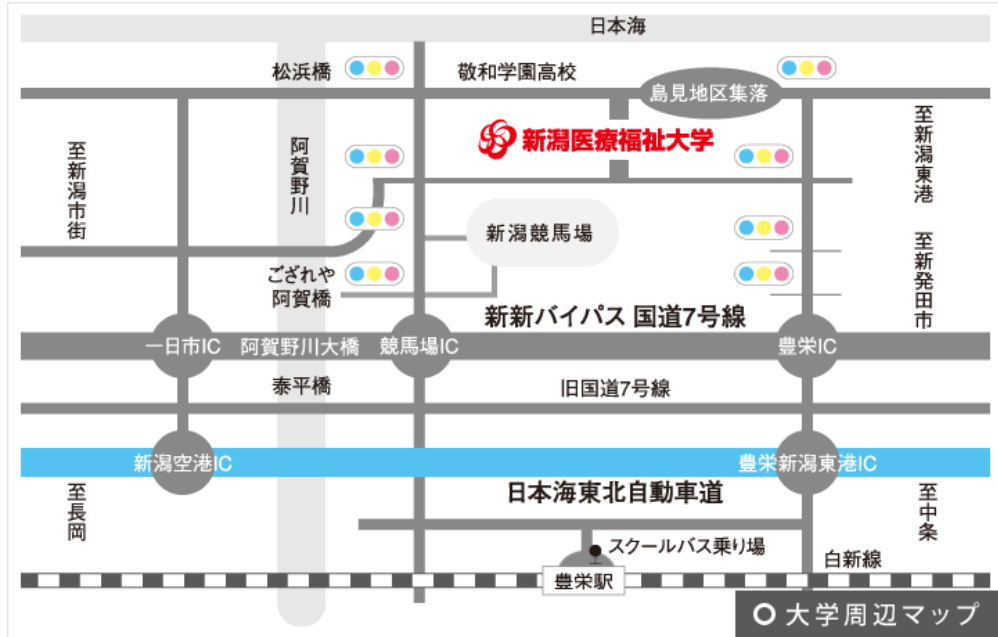 日本海
松浜橋
敬和学園高校
島見地区集落
至新潟東港
至新潟市街
阿賀野川
新潟医療福祉大学
新潟競馬場
至新発田市
ござれや
阿賀橋
新新バイパス 国道7号線
一日市IC
阿賀野川大橋
競馬場IC
豊栄IC
泰平橋
旧国道7号線
新潟空港IC
豊栄新潟東港IC
至長岡
日本海東北自動車道
至中条
スクールバス乗り場
白新線
豊栄駅
大学周辺マップ